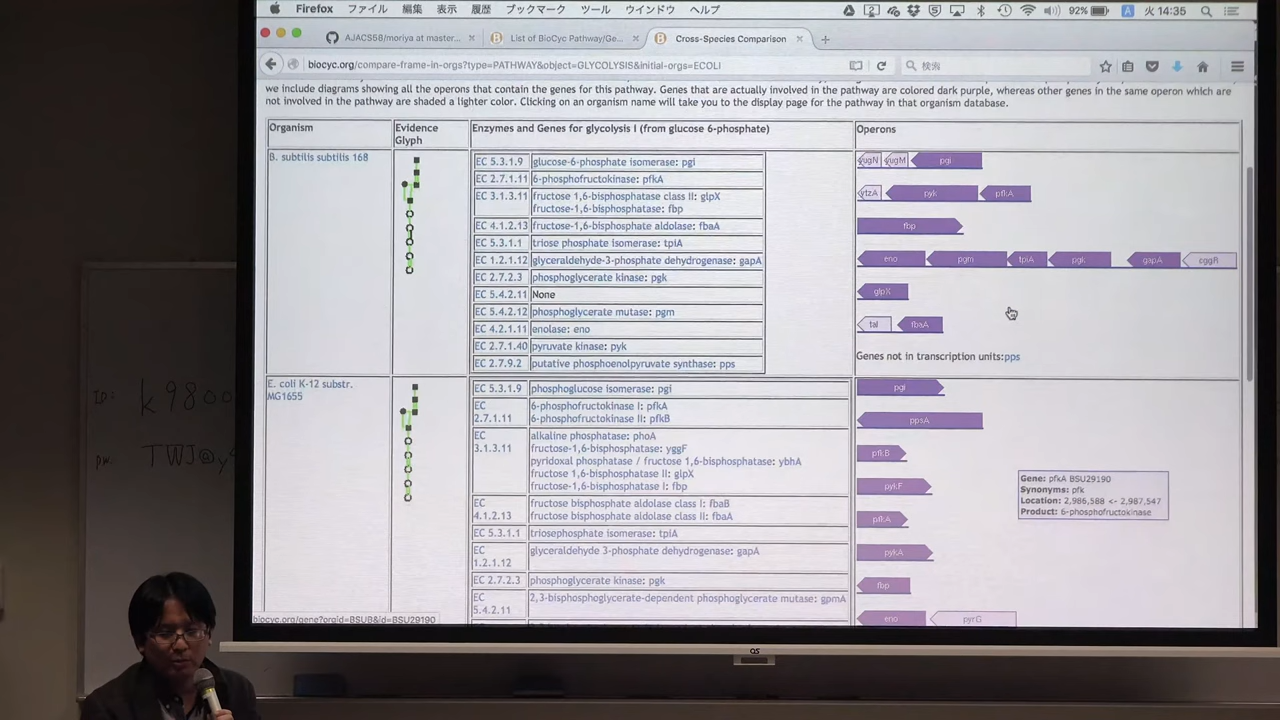 Firefox ファイル 編集 表示 履歴 ブックマーク ツール ウインドウ ヘルプ 92% A 火 14:35
AJACS58/moriya at master... × List of BioCyc Pathway/Ge... × Cross-Species Comparison × +
biocyc.org/compare-frame-in-orgs?type=PATHWAY&object=GLYCOLYSIS&initial-orgs=ECOLI 検索
we include diagrams showing all the operons that contain the genes for this pathway. Genes that are actually involved in the pathway are colored dark purple, whereas other genes in the same operon which are
not involved in the pathway are shaded a lighter color. Clicking on an organism name will take you to the display page for the pathway in that organism database.
Organism Evidence Glyph Enzymes and Genes for glycolysis I (from glucose 6-phosphate) Operons
B. subtilis subtilis 168
EC 5.3.1.9 glucose-6-phosphate isomerase: pgi
EC 2.7.1.11 6-phosphofructokinase: pfkA
EC 3.1.3.11 fructose 1,6-bisphosphatase class II: glpX
fructose-1,6-bisphosphatase: fbp
EC 4.1.2.13 fructose-1,6-bisphosphate aldolase: fbaA
EC 5.3.1.1 triose phosphate isomerase: tpiA
EC 1.2.1.12 glyceraldehyde-3-phosphate dehydrogenase: gapA
EC 2.7.2.3 phosphoglycerate kinase: pgk
EC 5.4.2.11 None
EC 5.4.2.12 phosphoglycerate mutase: pgm
EC 4.2.1.11 enolase: eno
EC 2.7.1.40 pyruvate kinase: pyk
EC 2.7.9.2 putative phosphoenolpyruvate synthase: pps
yugN yugM pgi
ytzA pyk pfkA
fbp
eno pgm tpiA pgk gapA cggR
glpX
tal fbaA
Genes not in transcription units:pps
E. coli K-12 substr.
MG1655
EC 5.3.1.9 phosphoglucose isomerase: pgi
EC 2.7.1.11 6-phosphofructokinase I: pfkA
6-phosphofructokinase II: pfkB
EC 3.1.3.11 alkaline phosphatase: phoA
fructose-1,6-bisphosphatase: yggF
pyridoxal phosphatase / fructose 1,6-bisphosphatase: ybhA
fructose 1,6-bisphosphatase II: glpX
fructose-1,6-bisphosphatase I: fbp
EC 4.1.2.13 fructose bisphosphate aldolase class I: fbaB
fructose bisphosphate aldolase class II: fbaA
EC 5.3.1.1 triosephosphate isomerase: tpiA
EC 1.2.1.12 glyceraldehyde 3-phosphate dehydrogenase: gapA
EC 2.7.2.3 phosphoglycerate kinase: pgk
EC 5.4.2.11 2,3-bisphosphoglycerate-dependent phosphoglycerate mutase: gpmA
pgi
ppsA
pfkB
pykF
pfkA
pykA
fbp
eno pyrG
Gene: pfkA BSU29190
Synonyms: pfk
Location: 2,986,588 <- 2,987,547
Product: 6-phosphofructokinase
biocyc.org/gene?orgid=BSUB&id=BSU29190
ID: k9800
PW. TWJ@y
OS